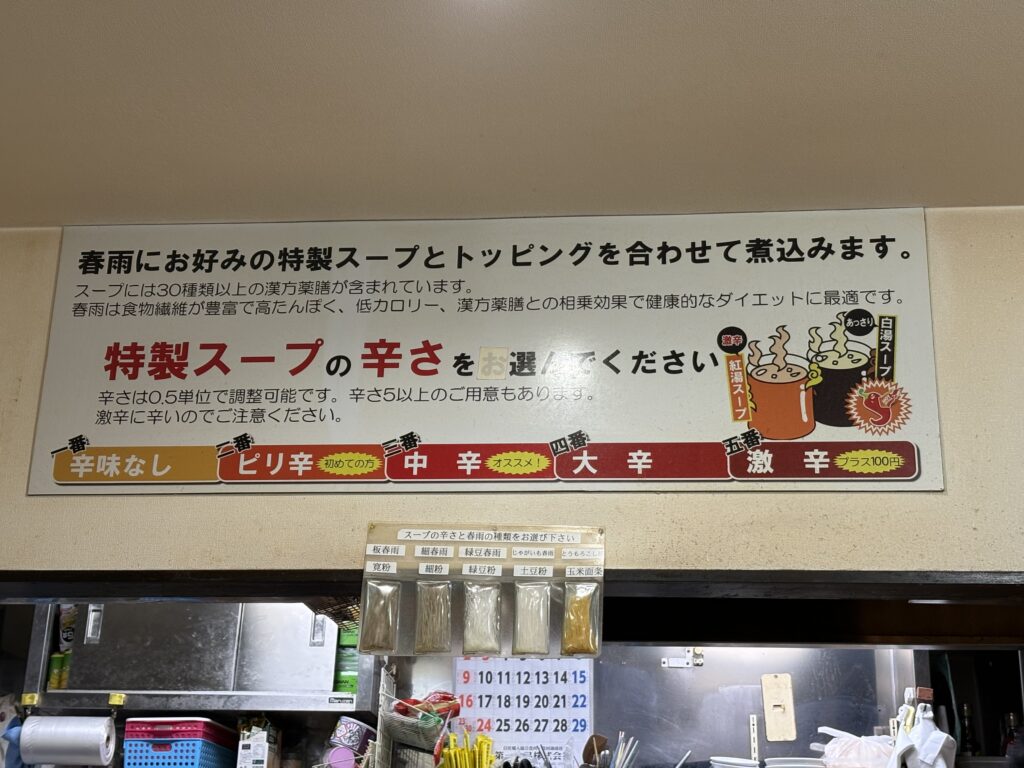 春雨にお好みの特製スープとトッピングを合わせて煮込みます。
スープには30種類以上の漢方薬膳が含まれています。
春雨は食物繊維が豊富で高たんぱく、低カロリー、漢方薬膳との相乗効果で健康的なダイエットに最適です。
特製スープの辛さをお選んでください
辛さは0.5単位で調整可能です。辛さ5以上のご用意もあります。
激辛に辛いのでご注意ください。
激辛
紅湯スープ
あっさり
白湯スープ
一番 二番 三番 四番 五番
辛味なし ピリ辛 初めての方 中 辛 オススメ! 大 辛 激 辛 プラス100円
スープの辛さと春雨の種類をお選び下さい
板春雨 細春雨 緑豆春雨 じゃがいも春雨 とうもろこし
寛粉 細粉 緑豆粉 土豆粉 玉米面条
9 10 11 12 13 14 15
16 17 18 19 20 21 22
24 25 26 27 28 29